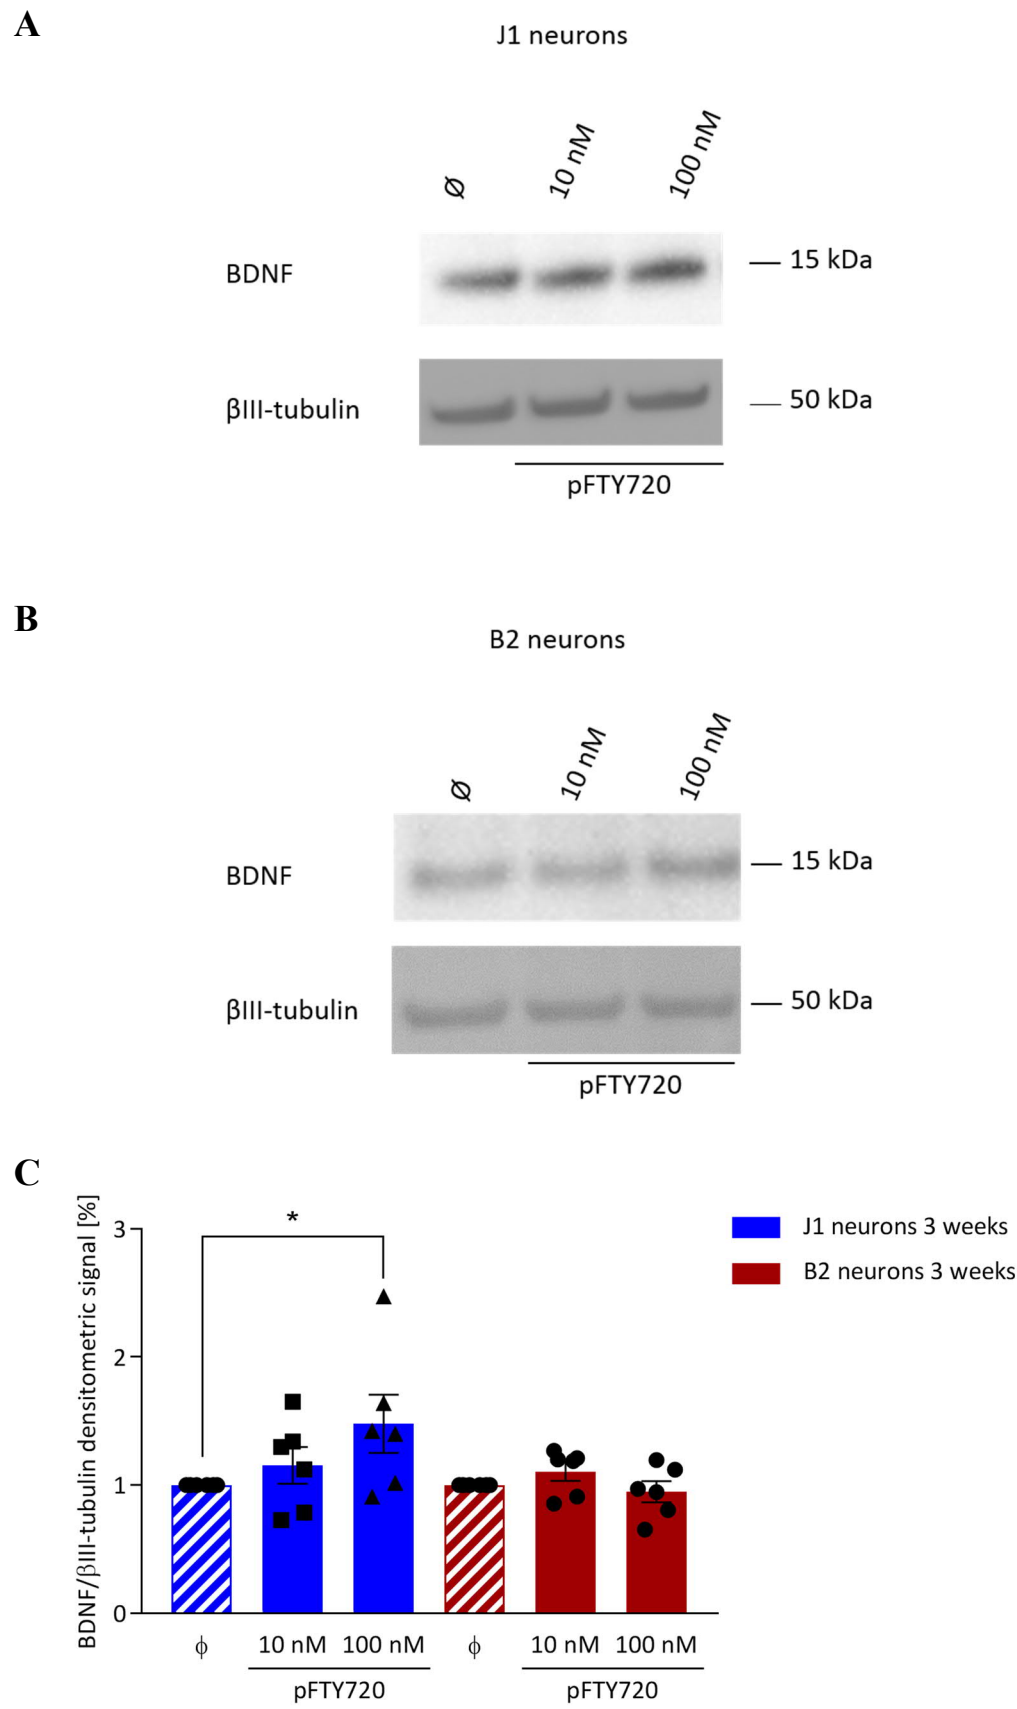 A
J1 neurons
Ø 10 nM 100 nM
BDNF
15 kDa
βIII-tubulin
50 kDa
pFTY720
B
B2 neurons
Ø 10 nM 100 nM
BDNF
15 kDa
βIII-tubulin
50 kDa
pFTY720
C
BDNF/βIII-tubulin densitometric signal [%]
3
2
1
0
*
J1 neurons 3 weeks
B2 neurons 3 weeks
ϕ 10 nM 100 nM ϕ 10 nM 100 nM
pFTY720 pFTY720